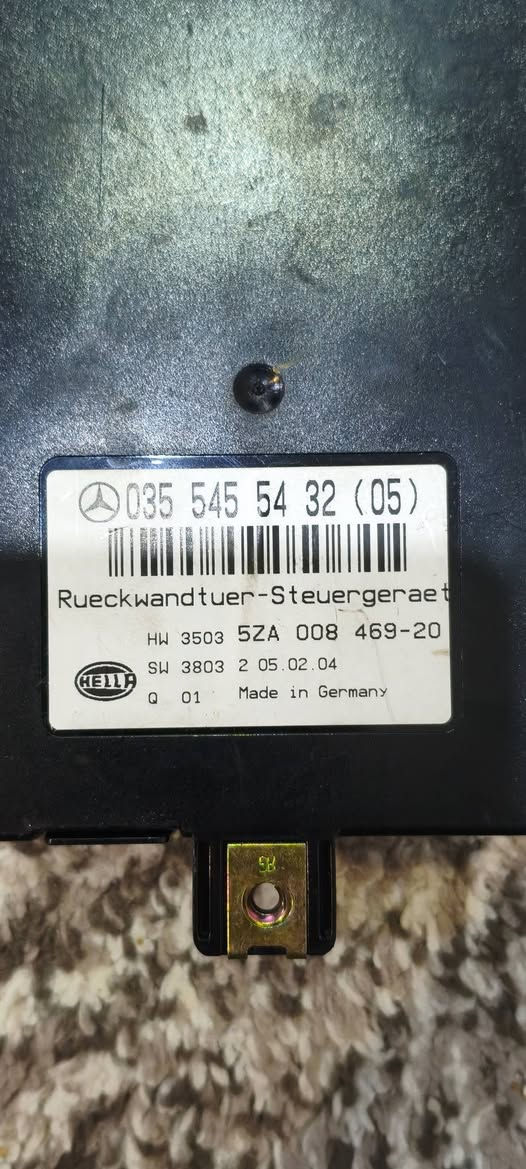 035 545 54 32 (05)
Rueckwandtuer-Steuergeraet
HW 3503 5ZA 008 469-20
SW 3803 2 05.02.04
HELLA
Q 01 Made in Germany